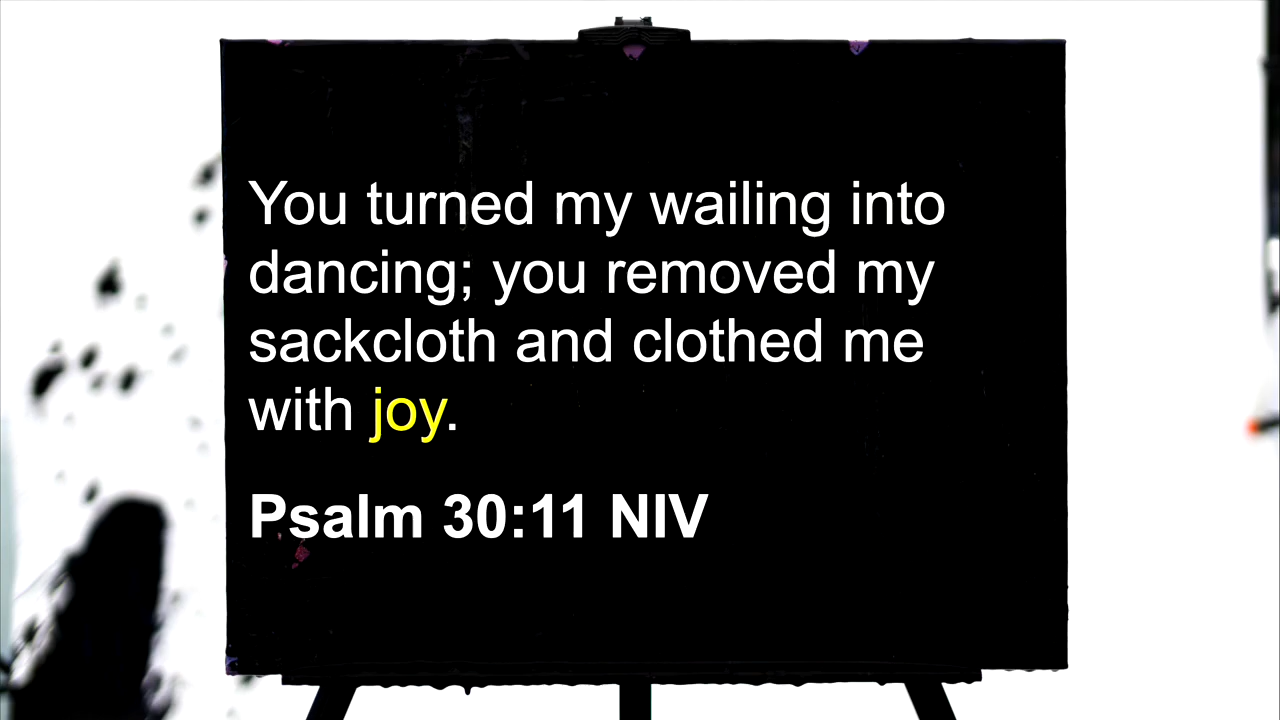 You turned my wailing into
dancing; you removed my
sackcloth and clothed me
with joy.
Psalm 30:11 NIV